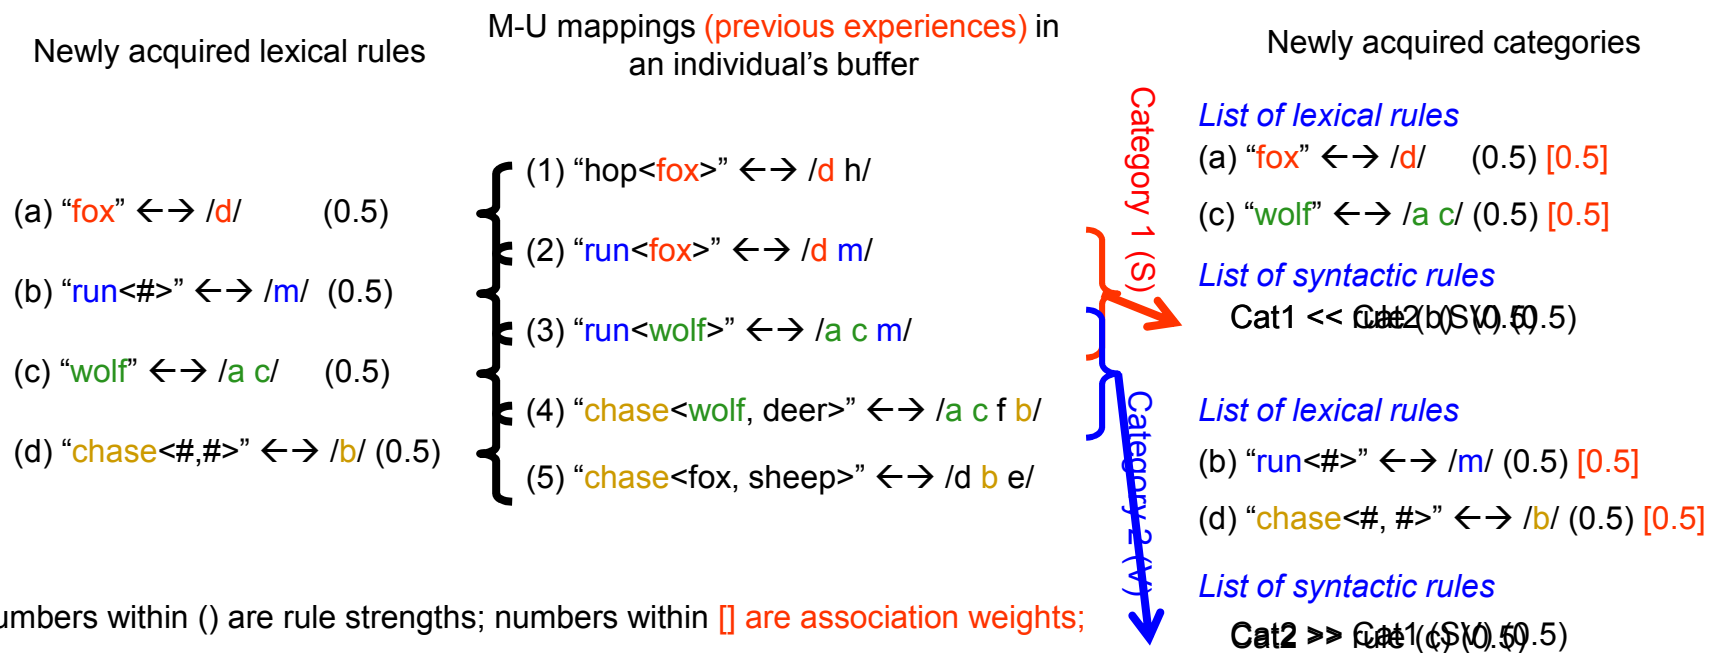 Newly acquired lexical rules
(a) “fox” ←→ /d/ (0.5)
(b) “run<#>” ←→ /m/ (0.5)
(c) “wolf” ←→ /a c/ (0.5)
(d) “chase<#,#>” ←→ /b/ (0.5)
M-U mappings (previous experiences) in
an individual’s buffer
(1) “hop<fox>” ←→ /d h/
(2) “run<fox>” ←→ /d m/
(3) “run<wolf>” ←→ /a c m/
(4) “chase<wolf, deer>” ←→ /a c f b/
(5) “chase<fox, sheep>” ←→ /d b e/
Category 1 (S)
Category 2 (V)
Newly acquired categories
List of lexical rules
(a) “fox” ←→ /d/ (0.5) [0.5]
(c) “wolf” ←→ /a c/ (0.5) [0.5]
List of syntactic rules
Cat1 <<
List of lexical rules
(b) “run<#>” ←→ /m/ (0.5) [0.5]
(d) “chase<#, #>” ←→ /b/ (0.5) [0.5]
List of syntactic rules
Cat2 >>
umbers within () are rule strengths; numbers within [] are association weights;